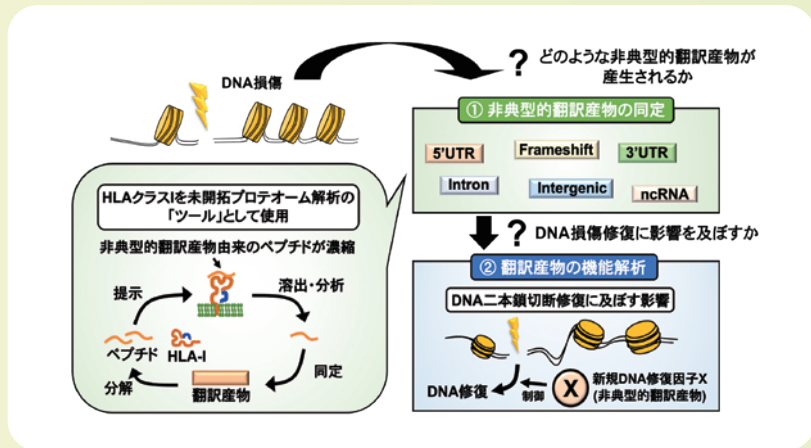 DNA損傷
?
どのような非典型的翻訳産物が
産生されるか
① 非典型的翻訳産物の同定
5'UTR
Frameshift
3'UTR
Intron
Intergenic
ncRNA
HLAクラスIを未開拓プロテオーム解析の
「ツール」として使用
非典型的翻訳産物由来のペプチドが濃縮
提示
溶出・分析
ペプチド
HLA-I
同定
分解
翻訳産物
?
DNA損傷修復に影響を及ぼすか
② 翻訳産物の機能解析
DNA二本鎖切断修復に及ぼす影響
DNA修復
制御
X
新規DNA修復因子X
(非典型的翻訳産物)